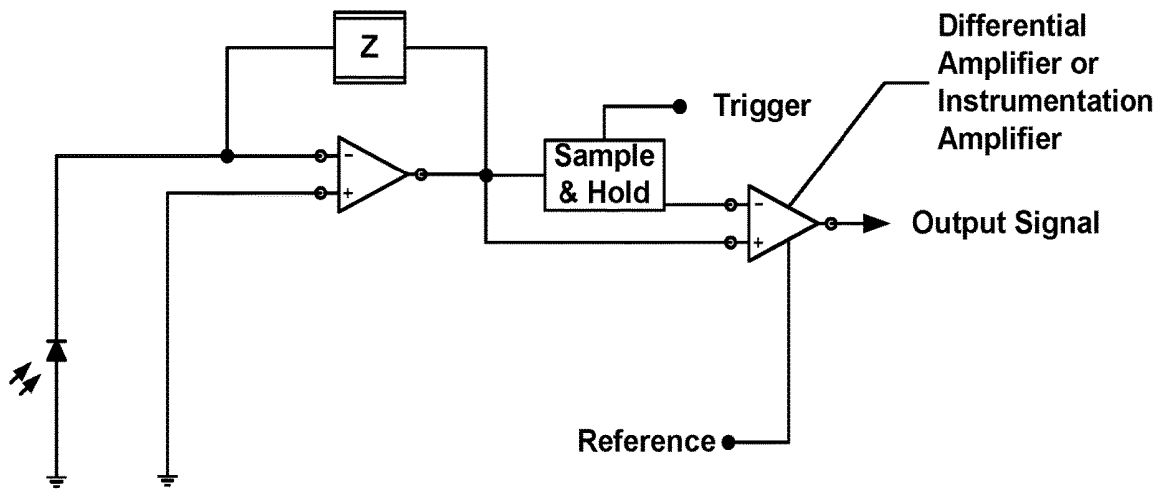 Differential
Amplifier or
Instrumentation
Amplifier
Z
Trigger
Sample
& Hold
-
+
-
+
Output Signal
Reference